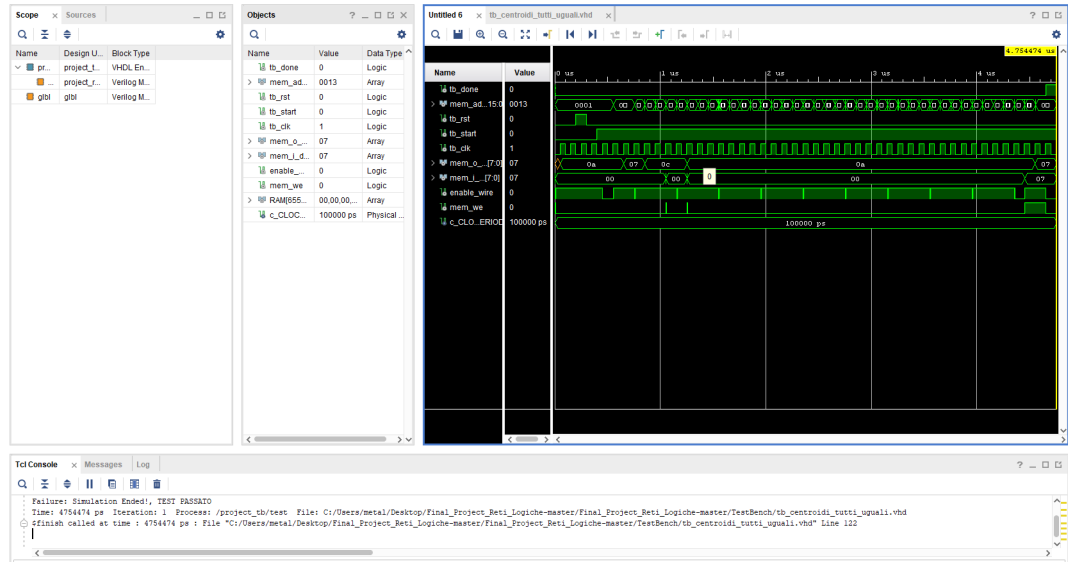 Scope × Sources
Name Design U... Block Type
pr... project_t... VHDL En...
... project_r... Verilog M...
glbl glbl Verilog M...
Objects
Name Value Data Type
tb_done 0 Logic
mem_ad... 0013 Array
tb_rst 0 Logic
tb_start 0 Logic
tb_clk 1 Logic
mem_o_... 07 Array
mem_i_d... 07 Array
enable_... 0 Logic
mem_we 0 Logic
RAM[655... 00,00,00,... Array
c_CLOC... 100000 ps Physical ...
Untitled 6 × tb_centroidi_tutti_uguali.vhd ×
4.754474 us
Name Value 0 us 1 us 2 us 3 us 4 us
tb_done 0
mem_ad...15:0 0013 0001
tb_rst 0
tb_start 0
tb_clk 1
mem_o_...[7:0] 07 0a 07 0c 0a 07
mem_i_...[7:0] 07 00 00 0 00 07
enable_wire 0
mem_we 0
c_CLO...ERIOD 100000 ps 100000 ps
Tcl Console × Messages Log
Failure: Simulation Ended!, TEST PASSATO
Time: 4754474 ps Iteration: 1 Process: /project_tb/test File: C:/Users/metal/Desktop/Final_Project_Reti_Logiche-master/Final_Project_Reti_Logiche-master/TestBench/tb_centroidi_tutti_uguali.vhd
$finish called at time : 4754474 ps : File "C:/Users/metal/Desktop/Final_Project_Reti_Logiche-master/Final_Project_Reti_Logiche-master/TestBench/tb_centroidi_tutti_uguali.vhd" Line 122